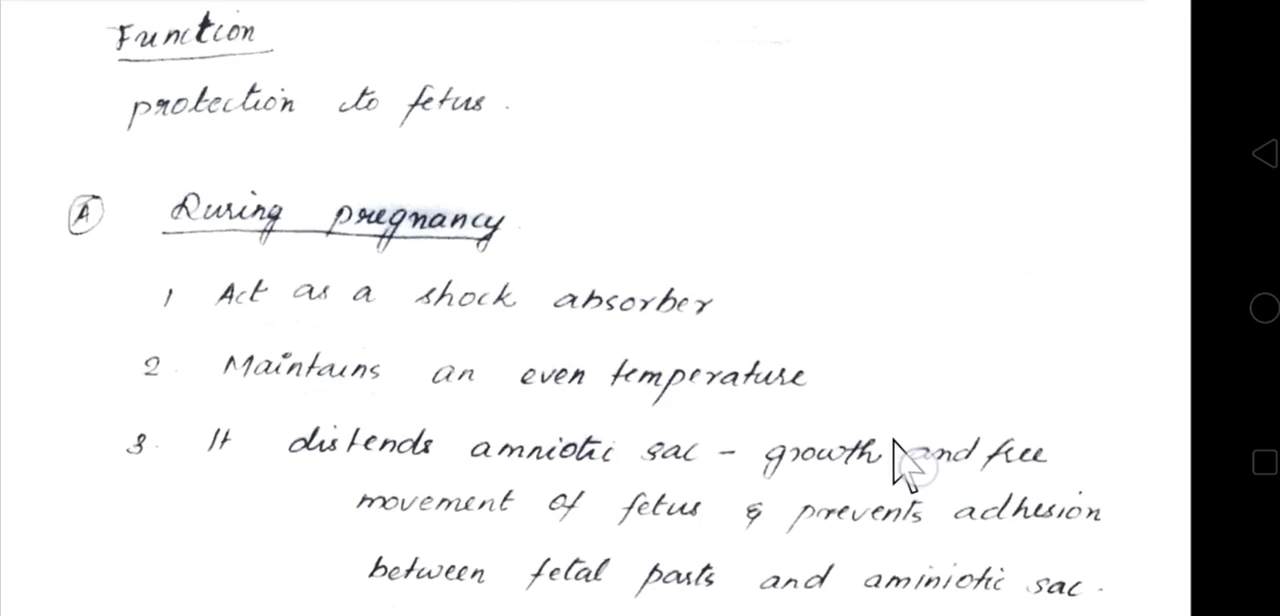 Function
protection to fetus.
A During pregnancy
1 Act as a shock absorber
2. Maintains an even temperature
3. It distends amniotic sac - growth and free
movement of fetus & prevents adhesion
between fetal parts and aminiotic sac.